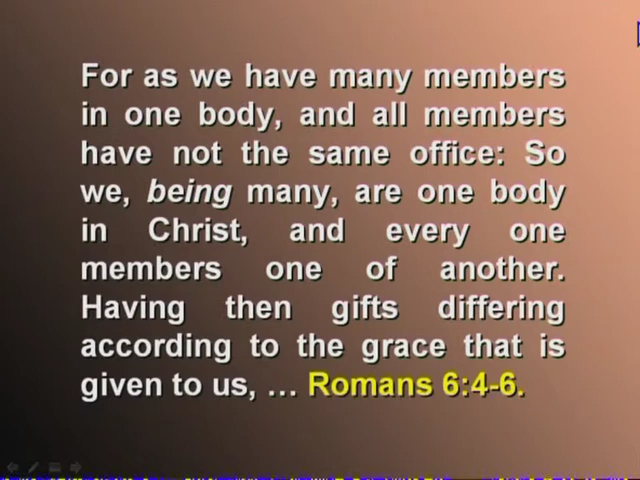 For as we have many members
in one body, and all members
have not the same office: So
we, being many, are one body
in Christ, and every one
members one of another.
Having then gifts differing
according to the grace that is
given to us, … Romans 6:4-6.